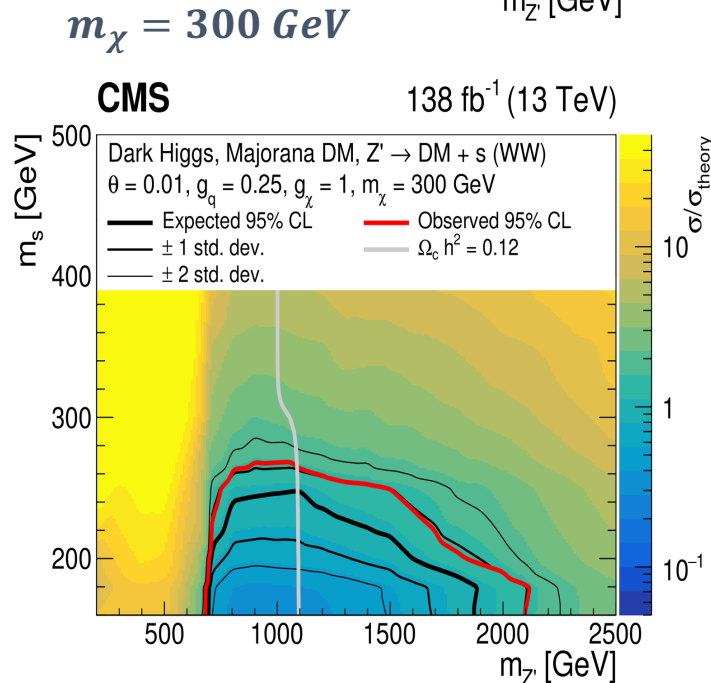 m_Z' [GeV]
m_χ = 300 GeV
CMS 138 fb⁻¹ (13 TeV)
m_s [GeV]
500
400
300
200
Dark Higgs, Majorana DM, Z' → DM + s (WW)
θ = 0.01, g_q = 0.25, g_χ = 1, m_χ = 300 GeV
Expected 95% CL
± 1 std. dev.
± 2 std. dev.
Observed 95% CL
Ω_c h² = 0.12
σ/σ_theory
10
1
10⁻¹
500 1000 1500 2000 2500
m_Z' [GeV]